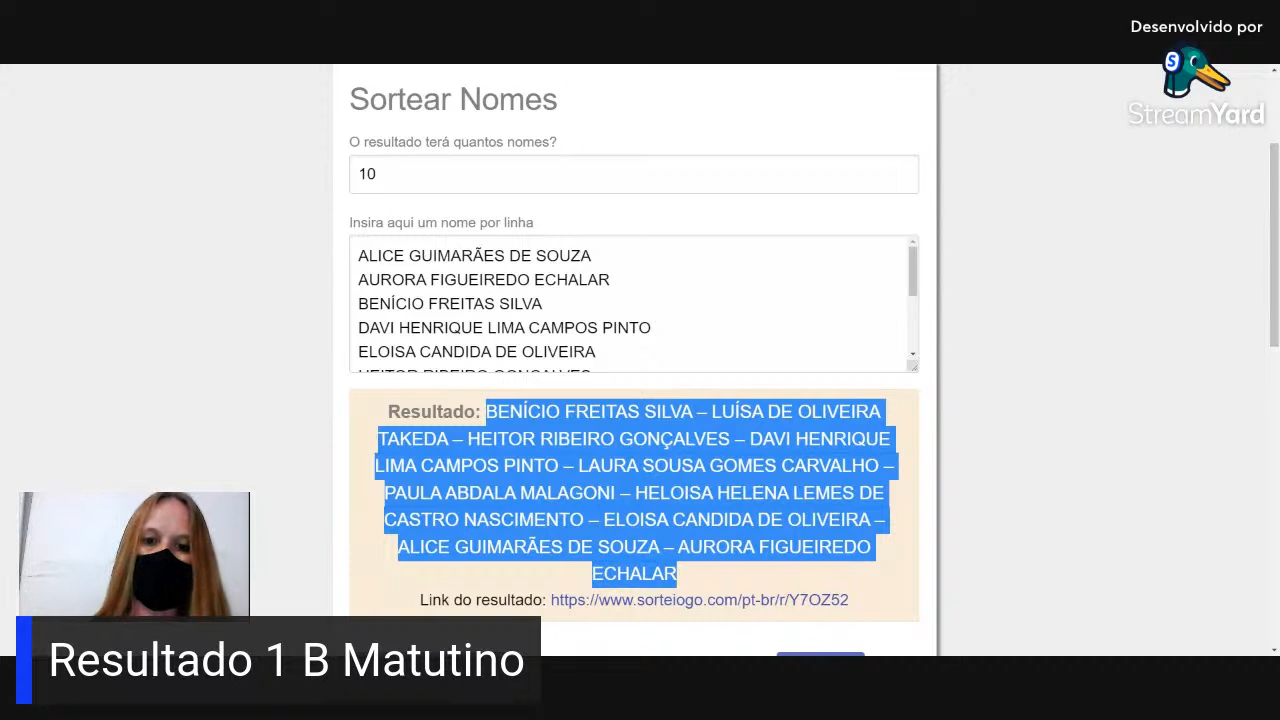 Desenvolvido por
StreamYard
Sortear Nomes
O resultado terá quantos nomes?
10
Insira aqui um nome por linha
ALICE GUIMARÃES DE SOUZA
AURORA FIGUEIREDO ECHALAR
BENÍCIO FREITAS SILVA
DAVI HENRIQUE LIMA CAMPOS PINTO
ELOISA CANDIDA DE OLIVEIRA
HEITOR RIBEIRO GONÇALVES
Resultado: BENÍCIO FREITAS SILVA – LUÍSA DE OLIVEIRA
TAKEDA – HEITOR RIBEIRO GONÇALVES – DAVI HENRIQUE
LIMA CAMPOS PINTO – LAURA SOUSA GOMES CARVALHO –
PAULA ABDALA MALAGONI – HELOISA HELENA LEMES DE
CASTRO NASCIMENTO – ELOISA CANDIDA DE OLIVEIRA –
ALICE GUIMARÃES DE SOUZA – AURORA FIGUEIREDO
ECHALAR
Link do resultado: https://www.sorteiogo.com/pt-br/r/Y7OZ52
Resultado 1 B Matutino